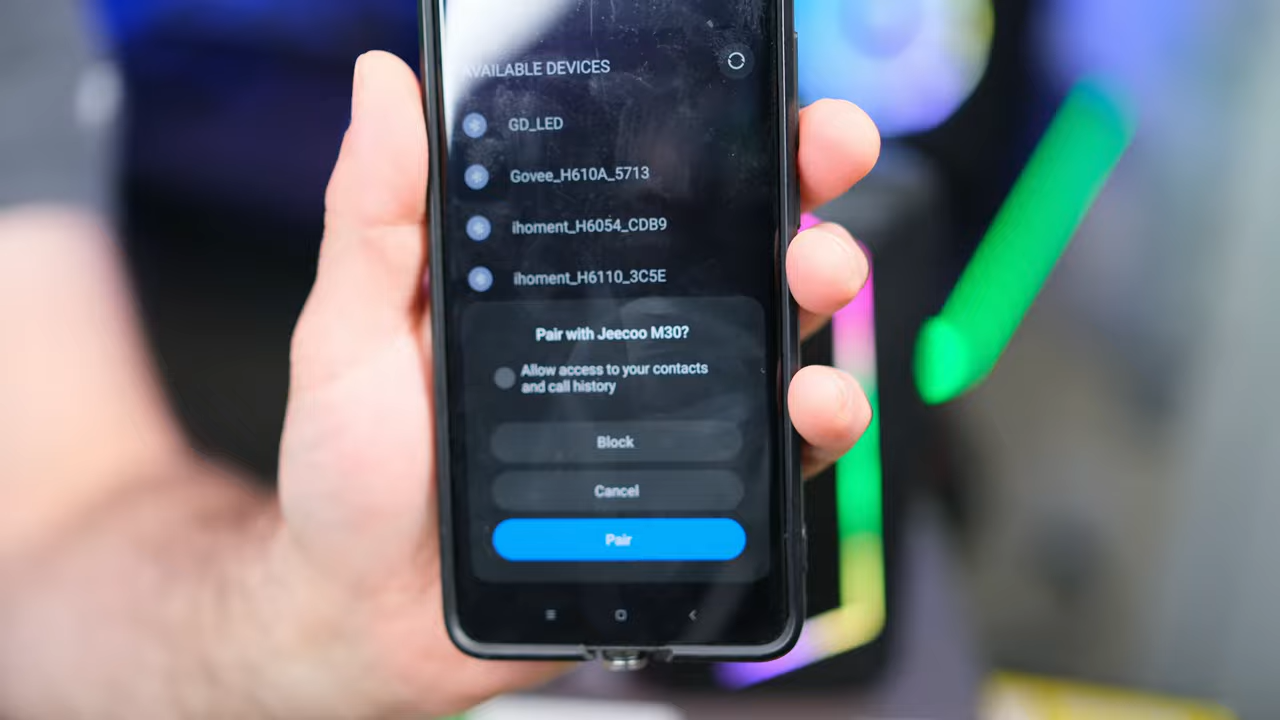 AVAILABLE DEVICES
GD_LED
Govee_H610A_5713
ihoment_H6054_CDB9
ihoment_H6110_3C5E
Pair with Jeecoo M30?
Allow access to your contacts
and call history
Block
Cancel
Pair